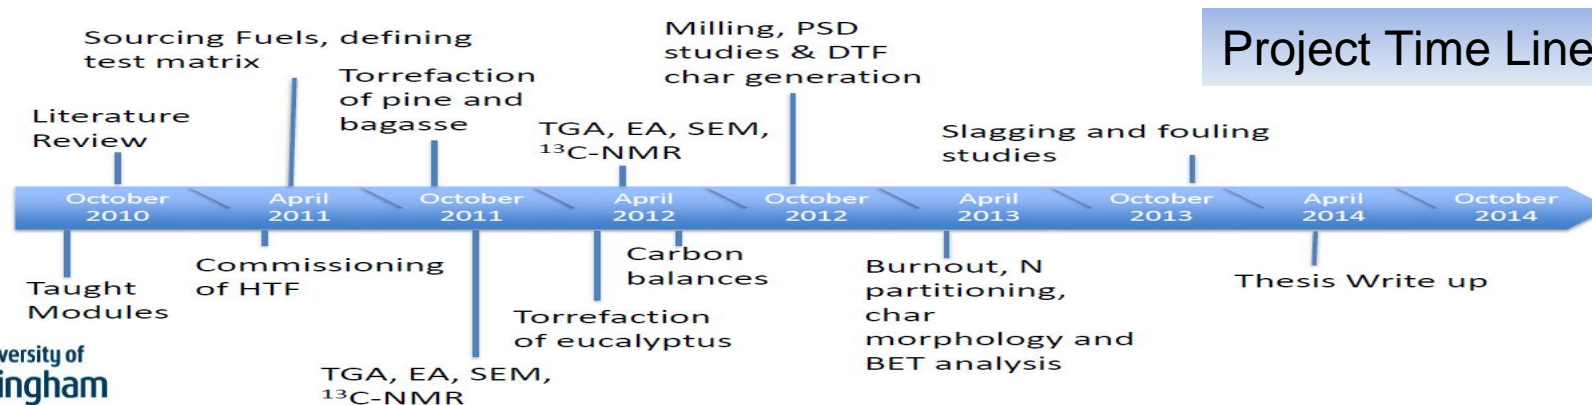 Project Time Line
Sourcing Fuels, defining
test matrix
Literature
Review
Torrefaction
of pine and
bagasse
TGA, EA, SEM,
¹³C-NMR
Milling, PSD
studies & DTF
char generation
Slagging and fouling
studies
October
2010
April
2011
October
2011
April
2012
October
2012
April
2013
October
2013
April
2014
October
2014
Taught
Modules
Commissioning
of HTF
TGA, EA, SEM,
¹³C-NMR
Torrefaction
of eucalyptus
Carbon
balances
Burnout, N
partitioning,
char
morphology and
BET analysis
Thesis Write up
versity of
ingham